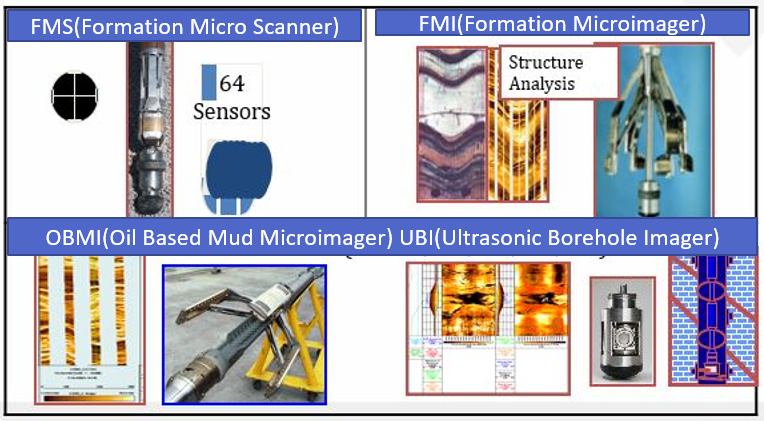 FMS(Formation Micro Scanner)
FMI(Formation Microimager)
64
Sensors
Structure
Analysis
OBMI(Oil Based Mud Microimager) UBI(Ultrasonic Borehole Imager)